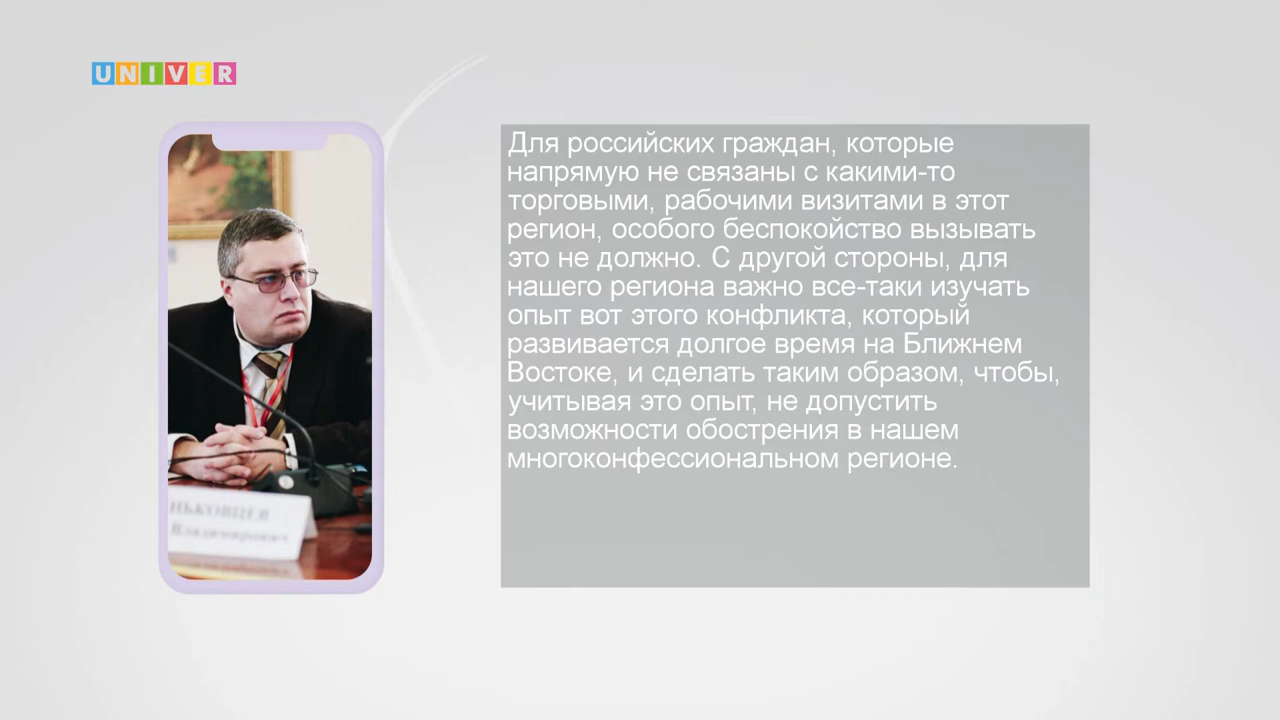 UNIVER
Для российских граждан, которые
напрямую не связаны с какими-то
торговыми, рабочими визитами в этот
регион, особого беспокойство вызывать
это не должно. С другой стороны, для
нашего региона важно все-таки изучать
опыт вот этого конфликта, который
развивается долгое время на Ближнем
Востоке, и сделать таким образом, чтобы,
учитывая это опыт, не допустить
возможности обострения в нашем
многоконфессиональном регионе.
НЬКОВЦЕВ
Владимирович